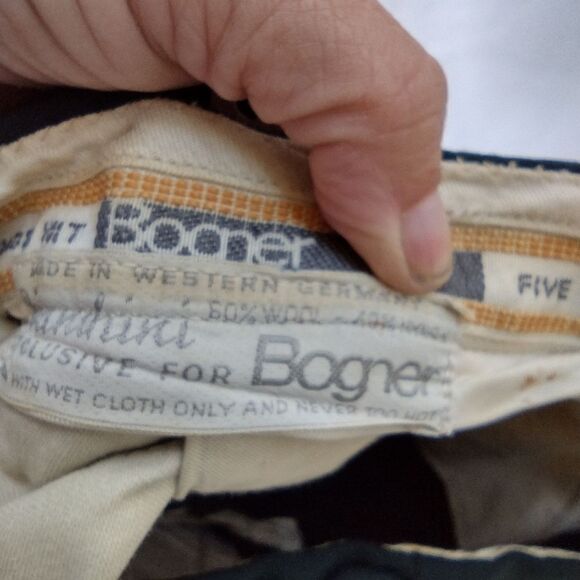 Bogner FIVE
MADE IN WESTERN GERMANY
60% WOOL
EXCLUSIVE FOR Bogner
WITH WET CLOTH ONLY AND NEVER TOO HOT